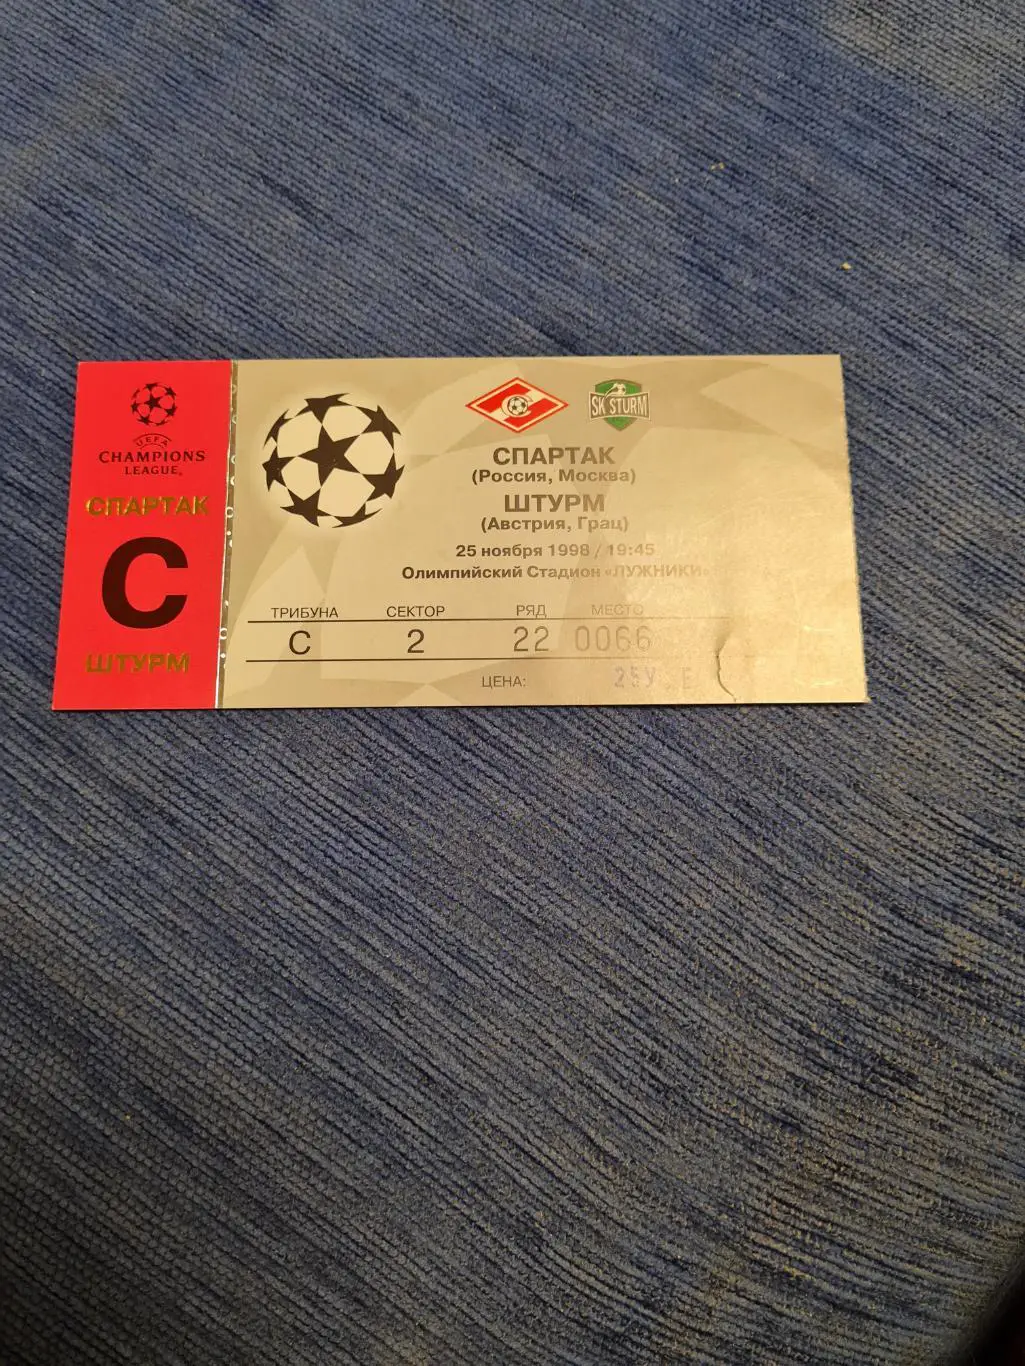 UEFA
CHAMPIONS
LEAGUE
СПАРТАК
С
ШТУРМ
SK STURM
СПАРТАК
(Россия, Москва)
ШТУРМ
(Австрия, Грац)
25 ноября 1998 / 19:45
Олимпийский Стадион «ЛУЖНИКИ»
ТРИБУНА СЕКТОР РЯД МЕСТО
С 2 22 0066
ЦЕНА: 25У.Е